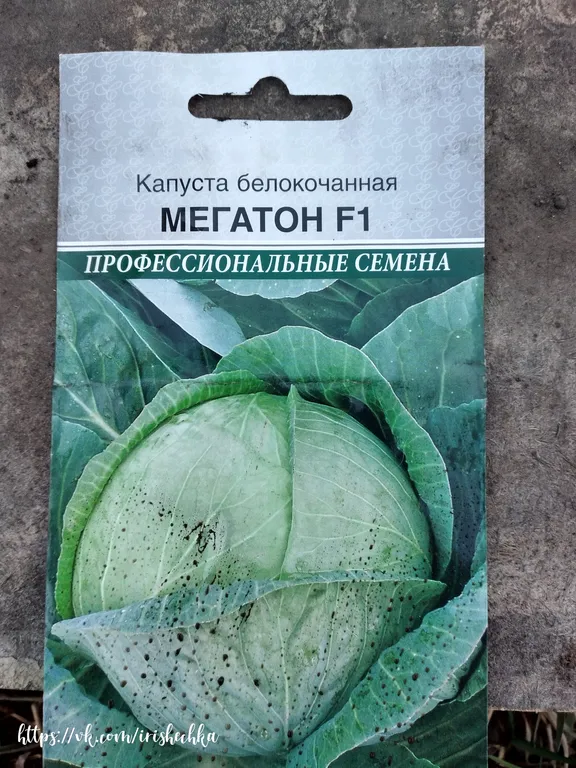 Капуста белокочанная
МЕГАТОН F1
ПРОФЕССИОНАЛЬНЫЕ СЕМЕНА
https://vk.com/irishechka